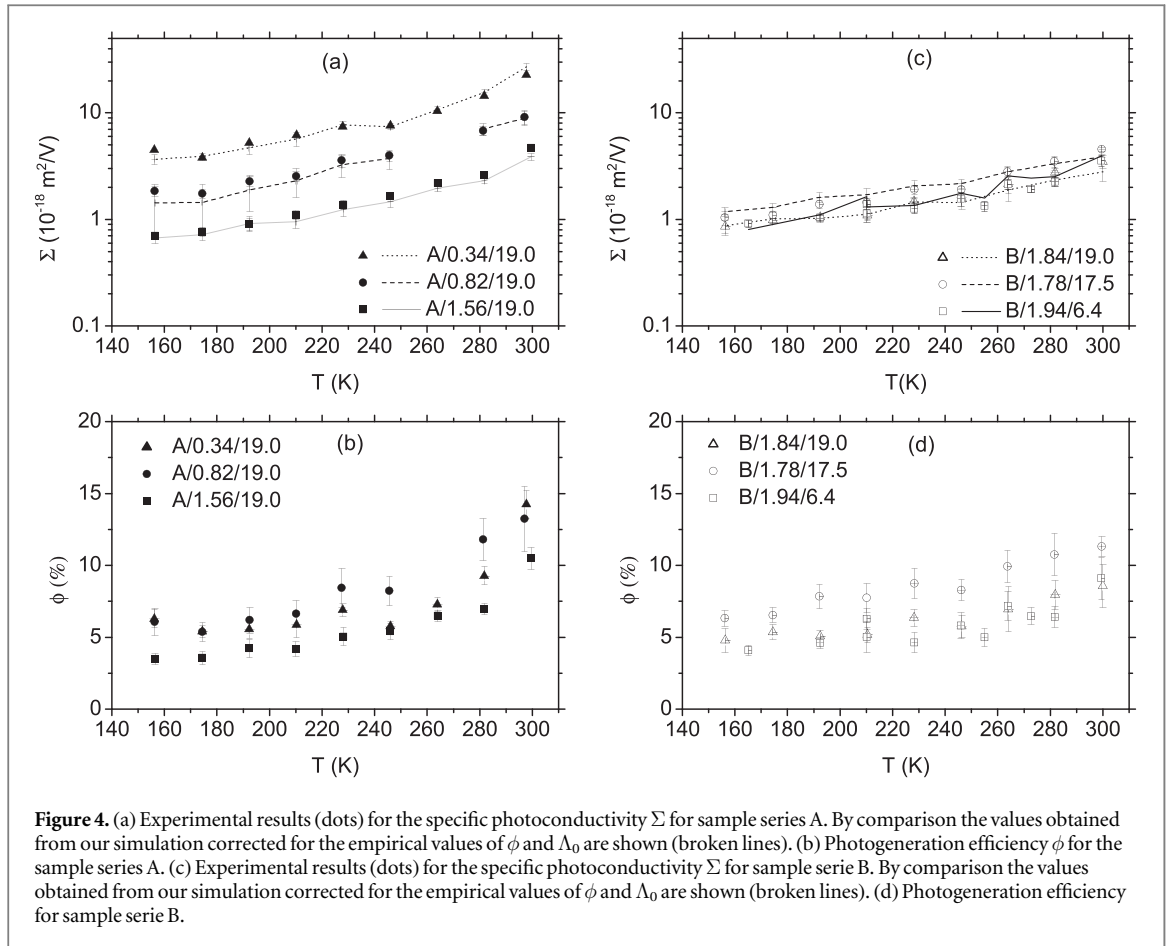 (a)
Σ (10⁻¹⁸ m²/V)
10
1
0.1
A/0.34/19.0
A/0.82/19.0
A/1.56/19.0
140 160 180 200 220 240 260 280 300
T (K)
(c)
Σ (10⁻¹⁸ m²/V)
10
1
0.1
B/1.84/19.0
B/1.78/17.5
B/1.94/6.4
140 160 180 200 220 240 260 280 300
T(K)
(b)
ϕ (%)
20
15
10
5
0
A/0.34/19.0
A/0.82/19.0
A/1.56/19.0
140 160 180 200 220 240 260 280 300
T (K)
(d)
ϕ (%)
20
15
10
5
0
B/1.84/19.0
B/1.78/17.5
B/1.94/6.4
140 160 180 200 220 240 260 280 300
T (K)
Figure 4. (a) Experimental results (dots) for the specific photoconductivity Σ for sample series A. By comparison the values obtained
from our simulation corrected for the empirical values of ϕ and Λ₀ are shown (broken lines). (b) Photogeneration efficiency ϕ for the
sample series A. (c) Experimental results (dots) for the specific photoconductivity Σ for sample serie B. By comparison the values
obtained from our simulation corrected for the empirical values of ϕ and Λ₀ are shown (broken lines). (d) Photogeneration efficiency
for sample serie B.